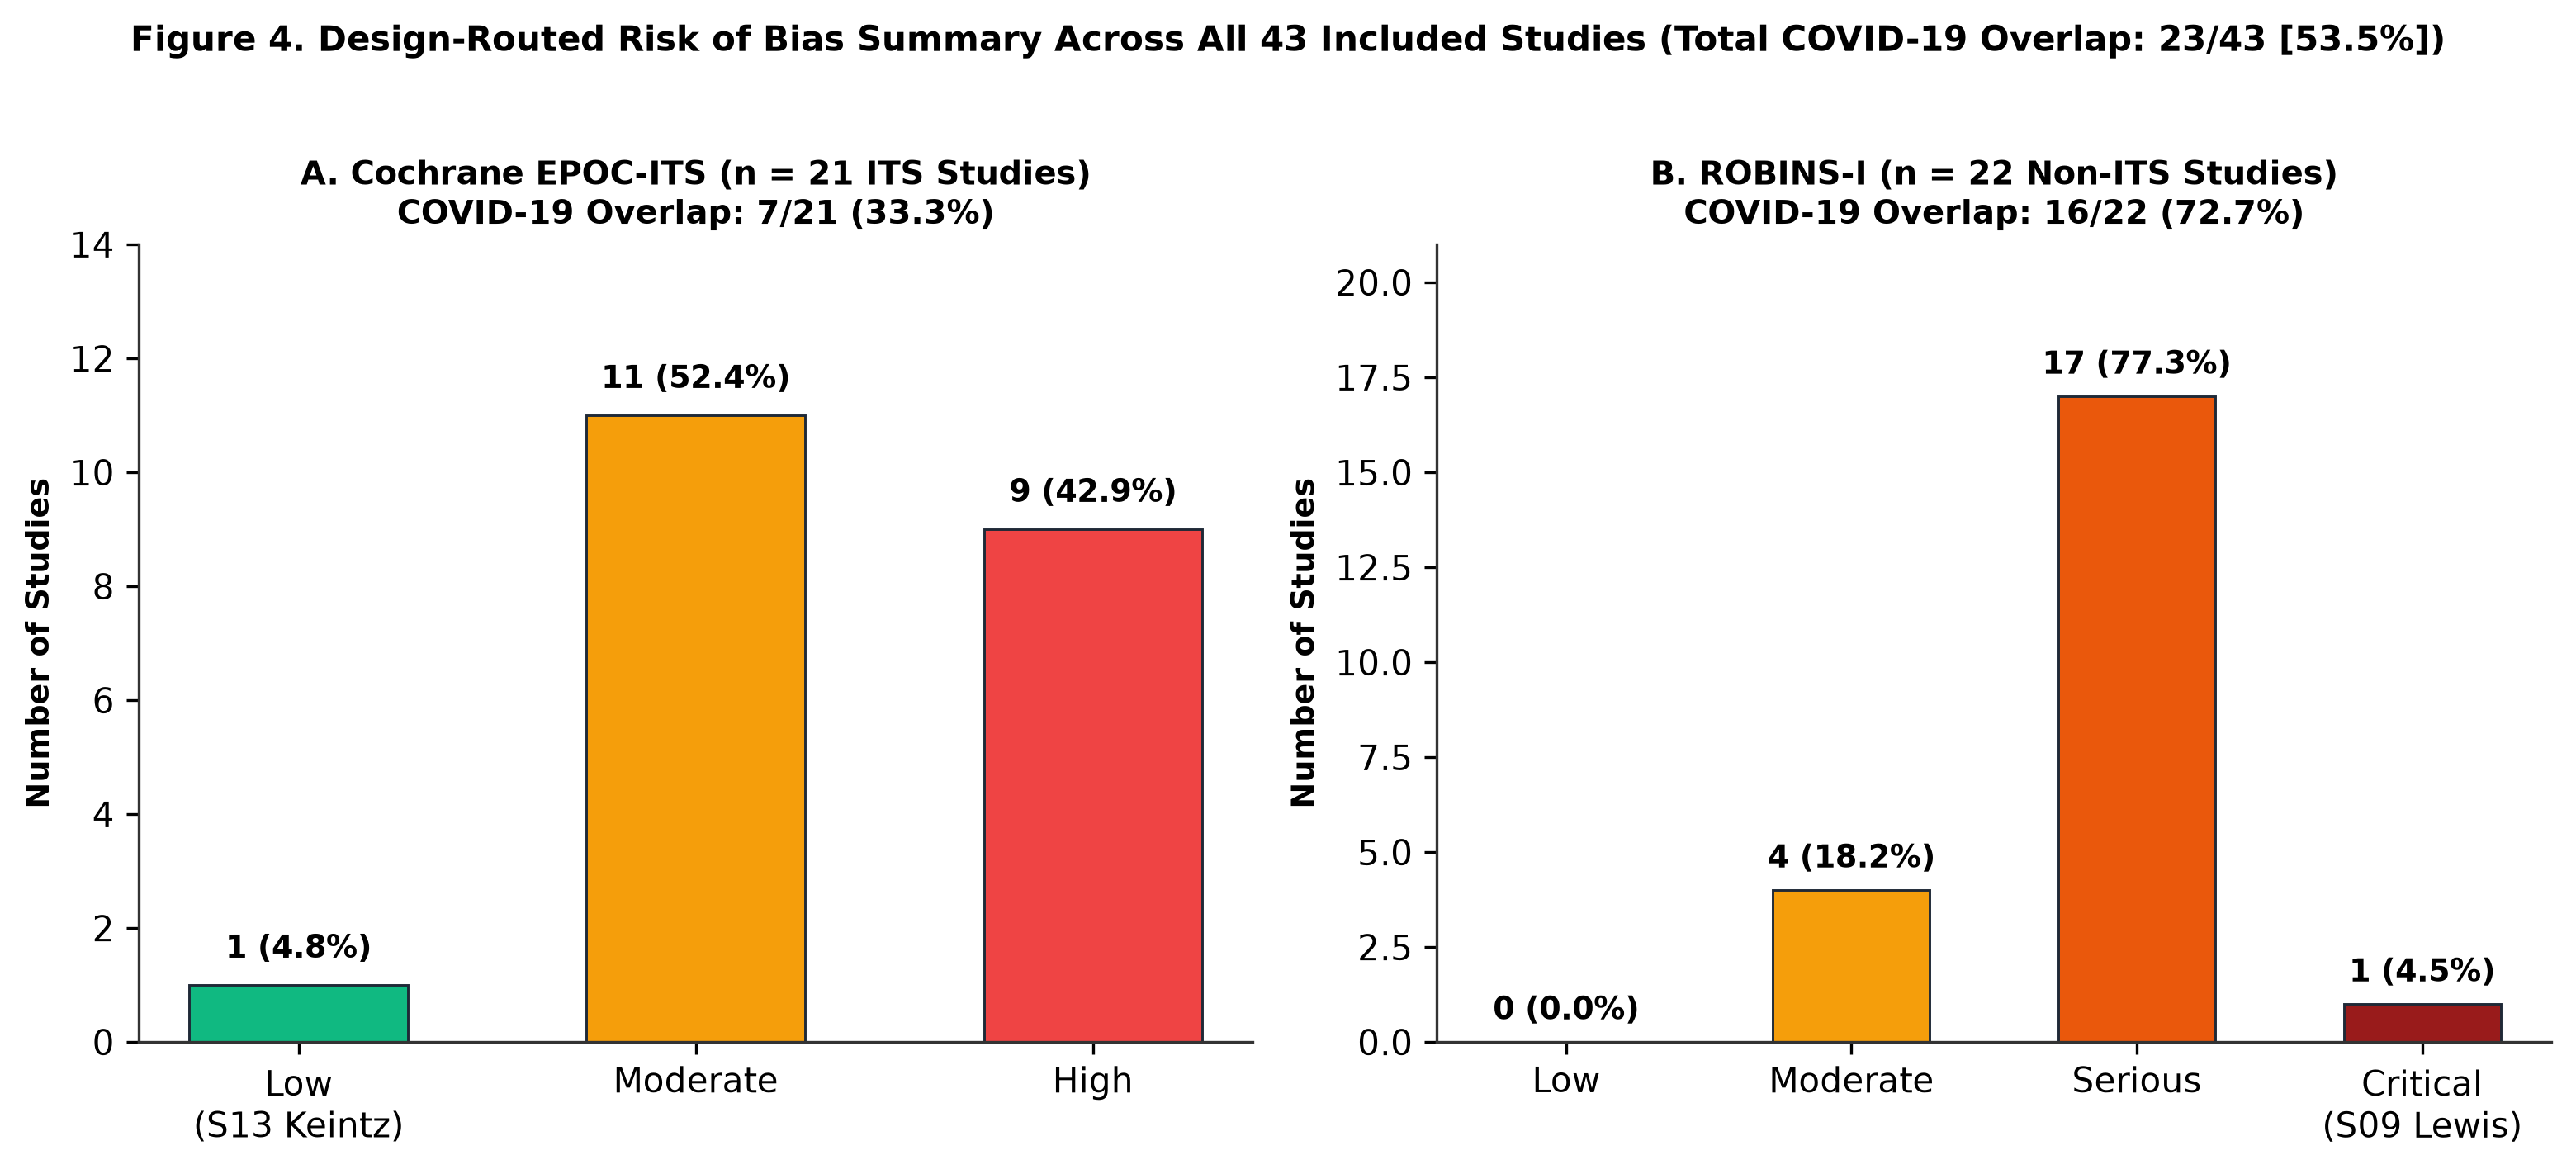 Figure 4. Design-Routed Risk of Bias Summary Across All 43 Included Studies (Total COVID-19 Overlap: 23/43 [53.5%])
A. Cochrane EPOC-ITS (n = 21 ITS Studies)
COVID-19 Overlap: 7/21 (33.3%)
Number of Studies
14
12
10
8
6
4
2
0
1 (4.8%)
11 (52.4%)
9 (42.9%)
Low
(S13 Keintz)
Moderate
High
B. ROBINS-I (n = 22 Non-ITS Studies)
COVID-19 Overlap: 16/22 (72.7%)
Number of Studies
20.0
17.5
15.0
12.5
10.0
7.5
5.0
2.5
0.0
0 (0.0%)
4 (18.2%)
17 (77.3%)
1 (4.5%)
Low
Moderate
Serious
Critical
(S09 Lewis)